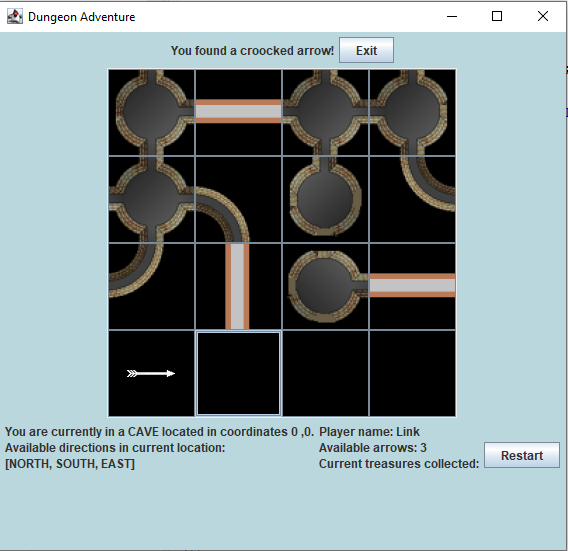 Dungeon Adventure
You found a croocked arrow! Exit
You are currently in a CAVE located in coordinates 0 ,0.
Available directions in current location:
[NORTH, SOUTH, EAST]
Player name: Link
Available arrows: 3
Current treasures collected:
Restart